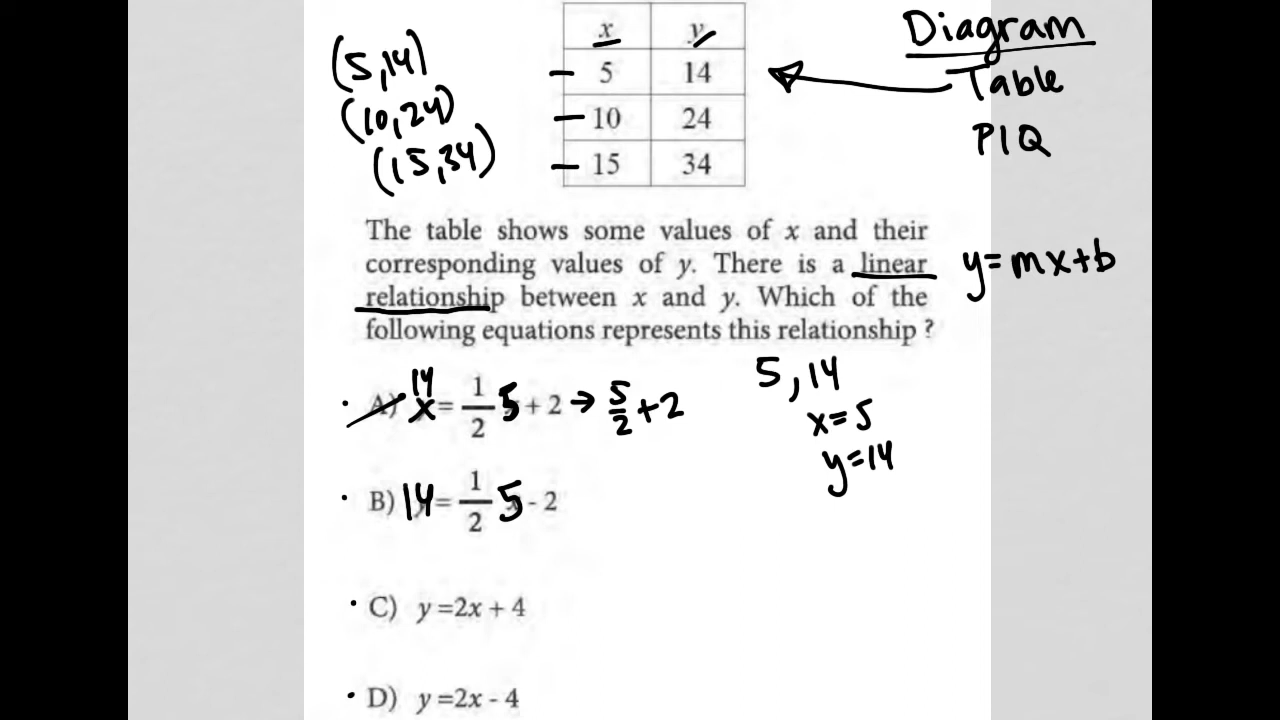 Diagram
Table
PIQ
(5,14)
(10,24)
(15,34)
x y
5 14
10 24
15 34
The table shows some values of x and their
corresponding values of y. There is a linear
relationship between x and y. Which of the
following equations represents this relationship ?
y=mx+b
A) 14 x = 1/2 5 + 2 → 5/2 + 2
B) 14 = 1/2 5 - 2
C) y =2x + 4
D) y =2x - 4
5, 14
x=5
y=14